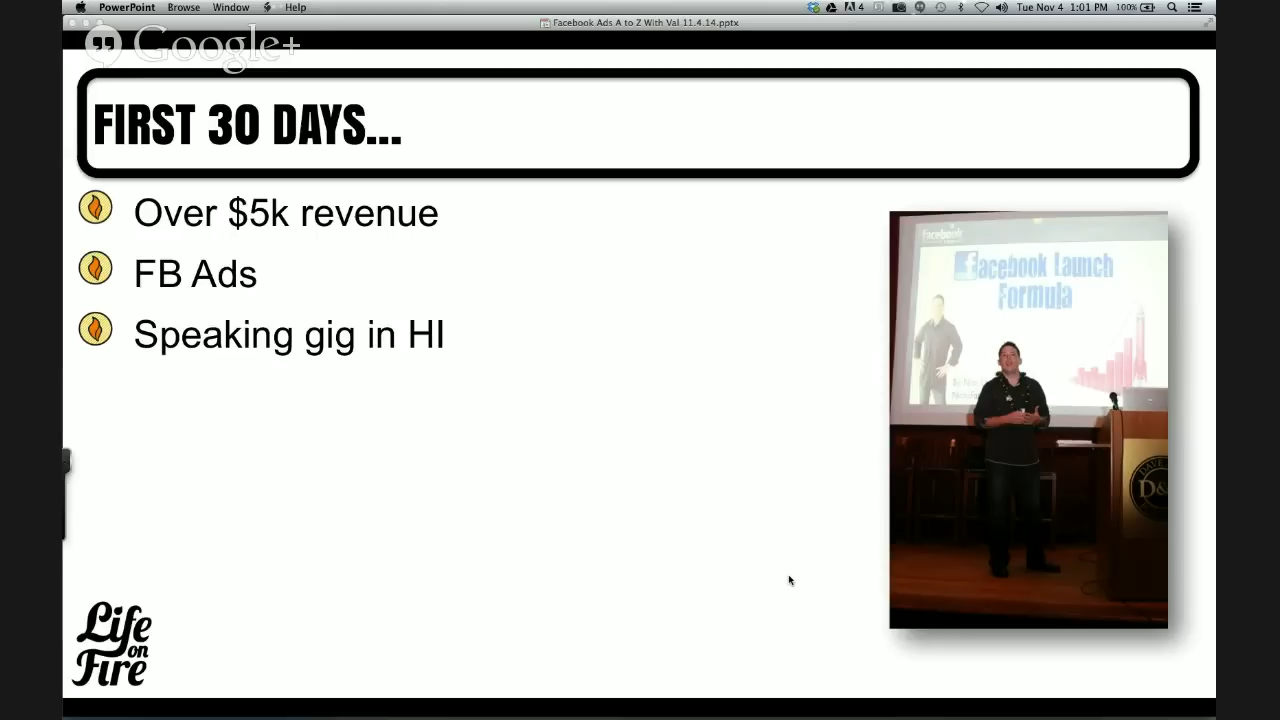 PowerPoint Browse Window Help
4 Tue Nov 4 1:01 PM 100%
Facebook Ads A to Z With Val 11.4.14.pptx
Google+
FIRST 30 DAYS...
Over $5k revenue
FB Ads
Speaking gig in HI
Facebook
Facebook Launch
Formula
Life
on
Fire